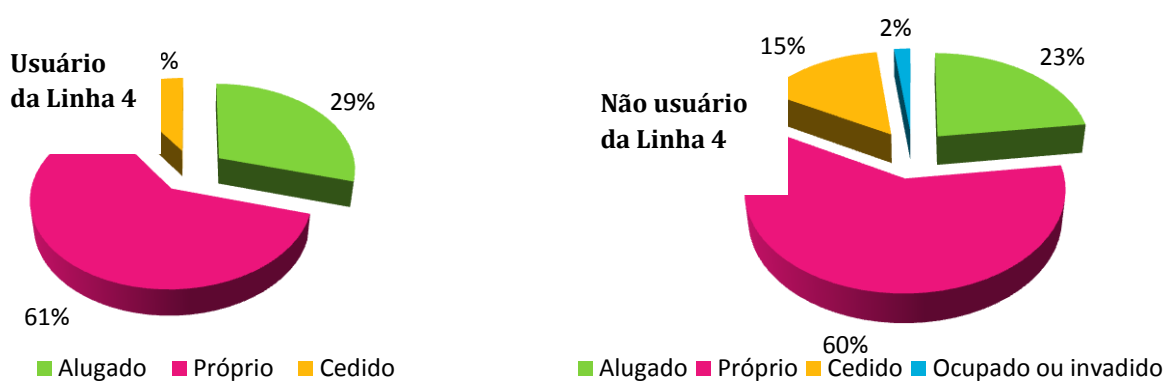 Usuário
da Linha 4
%
29%
61%
Alugado Próprio Cedido
Não usuário
da Linha 4
15%
2%
23%
60%
Alugado Próprio Cedido Ocupado ou invadido